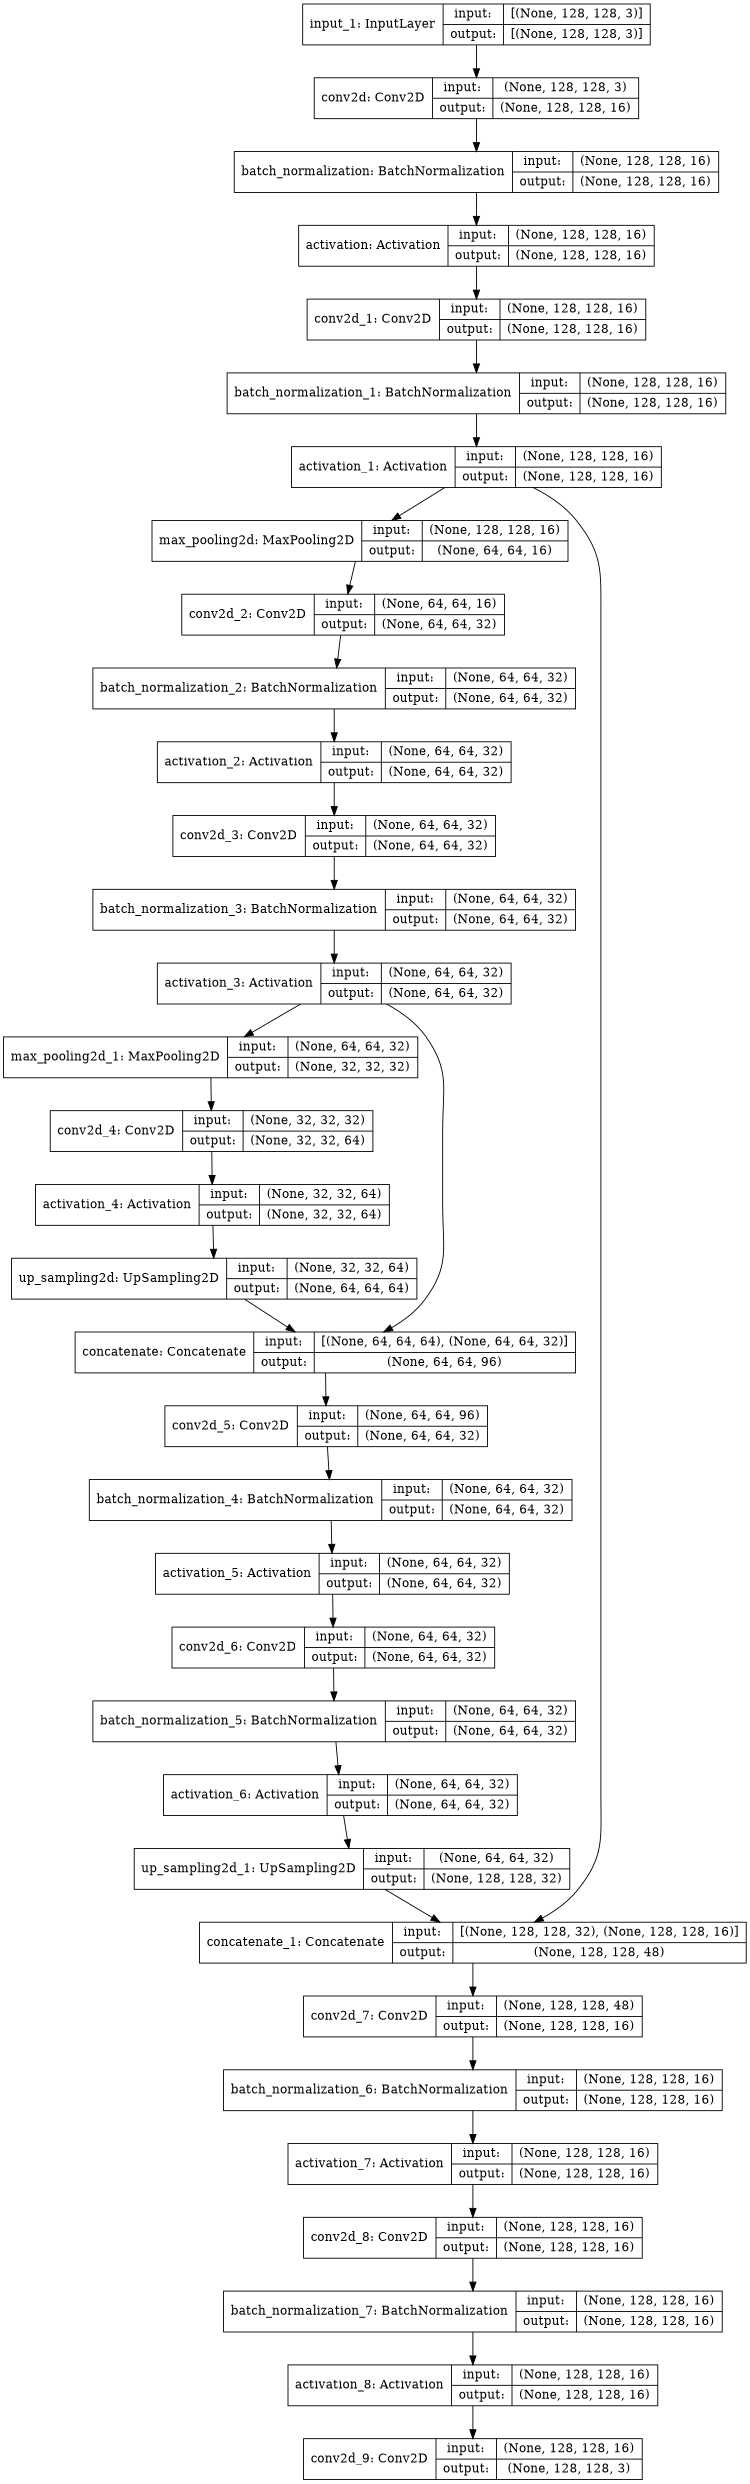 input_1: InputLayer
input:
[(None, 128, 128, 3)]
output:
[(None, 128, 128, 3)]
conv2d: Conv2D
input:
(None, 128, 128, 3)
output:
(None, 128, 128, 16)
batch_normalization: BatchNormalization
input:
(None, 128, 128, 16)
output:
(None, 128, 128, 16)
activation: Activation
input:
(None, 128, 128, 16)
output:
(None, 128, 128, 16)
conv2d_1: Conv2D
input:
(None, 128, 128, 16)
output:
(None, 128, 128, 16)
batch_normalization_1: BatchNormalization
input:
(None, 128, 128, 16)
output:
(None, 128, 128, 16)
activation_1: Activation
input:
(None, 128, 128, 16)
output:
(None, 128, 128, 16)
max_pooling2d: MaxPooling2D
input:
(None, 128, 128, 16)
output:
(None, 64, 64, 16)
conv2d_2: Conv2D
input:
(None, 64, 64, 16)
output:
(None, 64, 64, 32)
batch_normalization_2: BatchNormalization
input:
(None, 64, 64, 32)
output:
(None, 64, 64, 32)
activation_2: Activation
input:
(None, 64, 64, 32)
output:
(None, 64, 64, 32)
conv2d_3: Conv2D
input:
(None, 64, 64, 32)
output:
(None, 64, 64, 32)
batch_normalization_3: BatchNormalization
input:
(None, 64, 64, 32)
output:
(None, 64, 64, 32)
activation_3: Activation
input:
(None, 64, 64, 32)
output:
(None, 64, 64, 32)
max_pooling2d_1: MaxPooling2D
input:
(None, 64, 64, 32)
output:
(None, 32, 32, 32)
conv2d_4: Conv2D
input:
(None, 32, 32, 32)
output:
(None, 32, 32, 64)
activation_4: Activation
input:
(None, 32, 32, 64)
output:
(None, 32, 32, 64)
up_sampling2d: UpSampling2D
input:
(None, 32, 32, 64)
output:
(None, 64, 64, 64)
concatenate: Concatenate
input:
[(None, 64, 64, 64), (None, 64, 64, 32)]
output:
(None, 64, 64, 96)
conv2d_5: Conv2D
input:
(None, 64, 64, 96)
output:
(None, 64, 64, 32)
batch_normalization_4: BatchNormalization
input:
(None, 64, 64, 32)
output:
(None, 64, 64, 32)
activation_5: Activation
input:
(None, 64, 64, 32)
output:
(None, 64, 64, 32)
conv2d_6: Conv2D
input:
(None, 64, 64, 32)
output:
(None, 64, 64, 32)
batch_normalization_5: BatchNormalization
input:
(None, 64, 64, 32)
output:
(None, 64, 64, 32)
activation_6: Activation
input:
(None, 64, 64, 32)
output:
(None, 64, 64, 32)
up_sampling2d_1: UpSampling2D
input:
(None, 64, 64, 32)
output:
(None, 128, 128, 32)
concatenate_1: Concatenate
input:
[(None, 128, 128, 32), (None, 128, 128, 16)]
output:
(None, 128, 128, 48)
conv2d_7: Conv2D
input:
(None, 128, 128, 48)
output:
(None, 128, 128, 16)
batch_normalization_6: BatchNormalization
input:
(None, 128, 128, 16)
output:
(None, 128, 128, 16)
activation_7: Activation
input:
(None, 128, 128, 16)
output:
(None, 128, 128, 16)
conv2d_8: Conv2D
input:
(None, 128, 128, 16)
output:
(None, 128, 128, 16)
batch_normalization_7: BatchNormalization
input:
(None, 128, 128, 16)
output:
(None, 128, 128, 16)
activation_8: Activation
input:
(None, 128, 128, 16)
output:
(None, 128, 128, 16)
conv2d_9: Conv2D
input:
(None, 128, 128, 16)
output:
(None, 128, 128, 3)